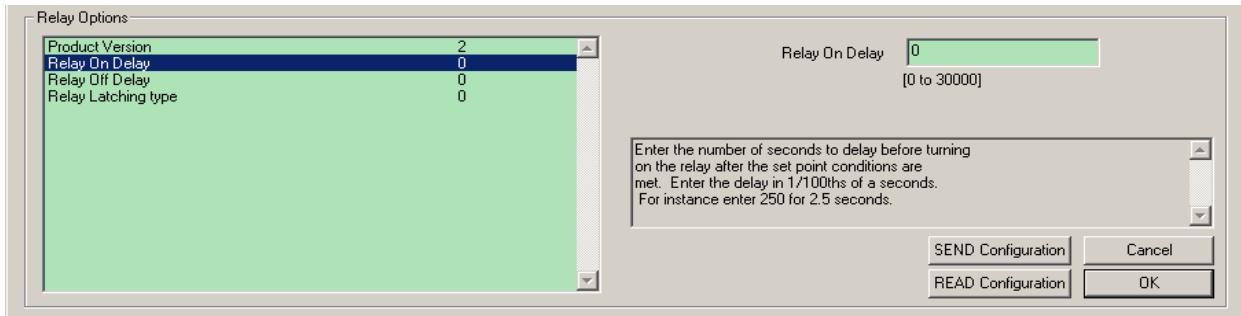 Relay Options
Product Version 2
Relay On Delay 0
Relay Off Delay 0
Relay Latching type 0
Relay On Delay 0
[0 to 30000]
Enter the number of seconds to delay before turning
on the relay after the set point conditions are
met.  Enter the delay in 1/100ths of a seconds.
For instance enter 250 for 2.5 seconds.
SEND Configuration Cancel
READ Configuration OK